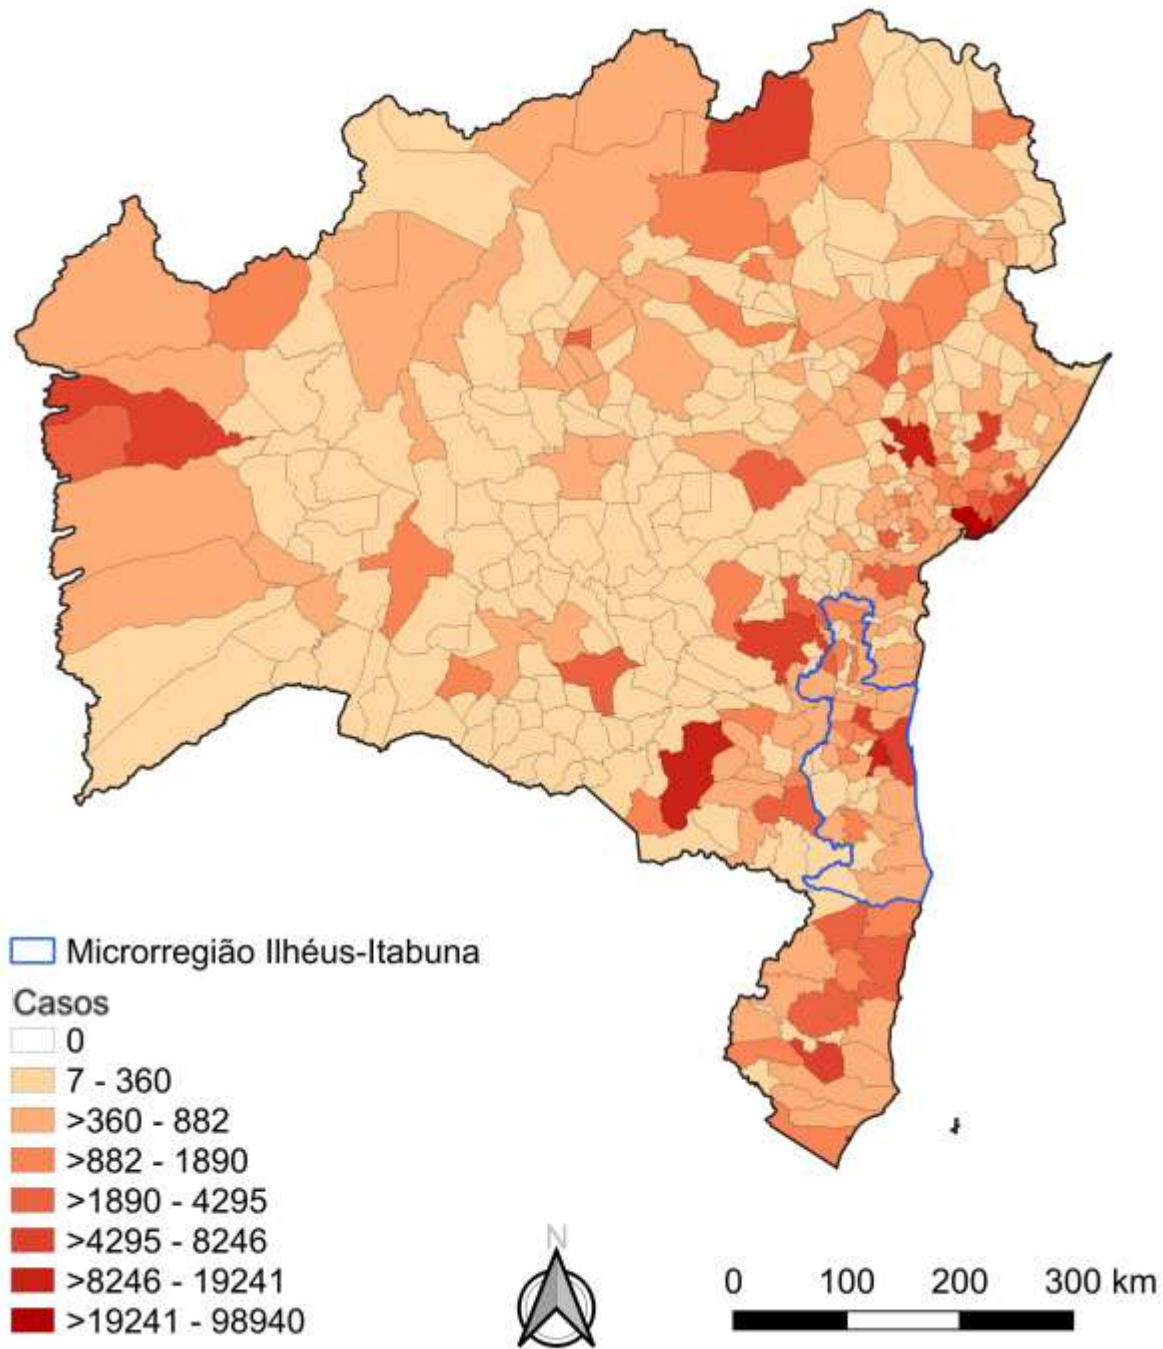 Microrregião Ilhéus-Itabuna
Casos
0
7 - 360
>360 - 882
>882 - 1890
>1890 - 4295
>4295 - 8246
>8246 - 19241
>19241 - 98940
N
0 100 200 300 km